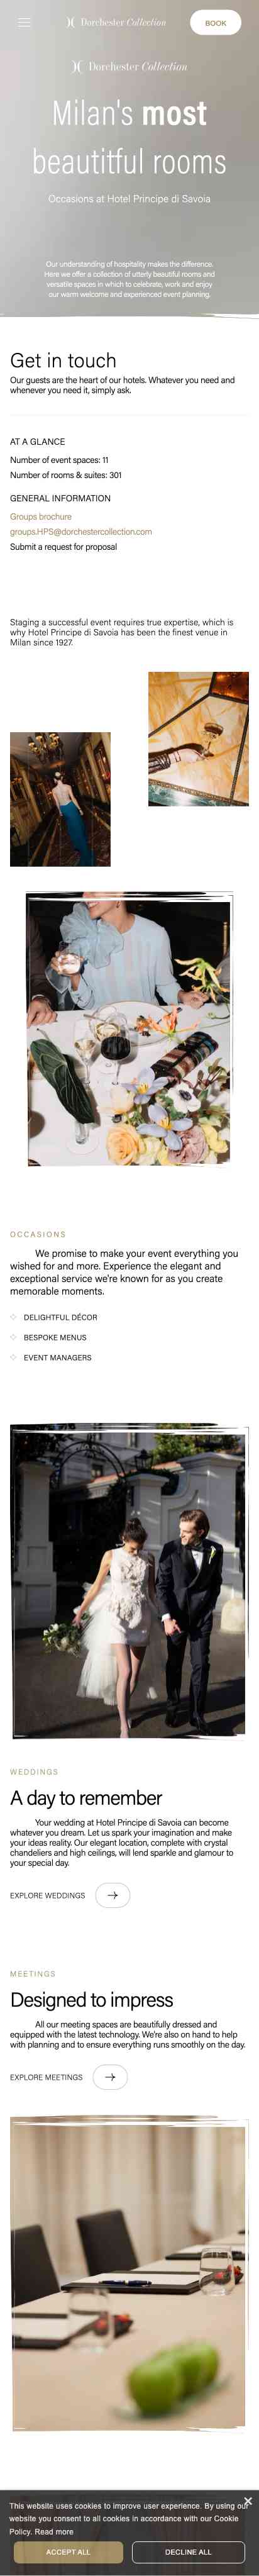 Dorchester Collection
BOOK
Dorchester Collection
Milan's most
beautiful rooms
Occasions at Hotel Principe di Savoia
Our understanding of hospitality makes the difference.
Here we offer a collection of utterly beautiful rooms and
versatile spaces in which to celebrate, work and enjoy
our warm welcome and experienced event planning.
Get in touch
Our guests are the heart of our hotels. Whatever you need and
whenever you need it, simply ask.
AT A GLANCE
Number of event spaces: 11
Number of rooms & suites: 301
GENERAL INFORMATION
Groups brochure
groups.HPS@dorchestercollection.com
Submit a request for proposal
Staging a successful event requires true expertise, which is
why Hotel Principe di Savoia has been the finest venue in
Milan since 1927.
OCCASIONS
We promise to make your event everything you
wished for and more. Experience the elegant and
exceptional service we're known for as you create
memorable moments.
DELIGHTFUL DÉCOR
BESPOKE MENUS
EVENT MANAGERS
WEDDINGS
A day to remember
Your wedding at Hotel Principe di Savoia can become
whatever you dream. Let us spark your imagination and make
your ideas reality. Our elegant location, complete with crystal
chandeliers and high ceilings, will lend sparkle and glamour to
your special day.
EXPLORE WEDDINGS
MEETINGS
Designed to impress
All our meeting spaces are beautifully dressed and
equipped with the latest technology. We're also on hand to help
with planning and to ensure everything runs smoothly on the day.
EXPLORE MEETINGS
This website uses cookies to improve user experience. By using our
website you consent to all cookies in accordance with our Cookie
Policy. Read more
ACCEPT ALL
DECLINE ALL